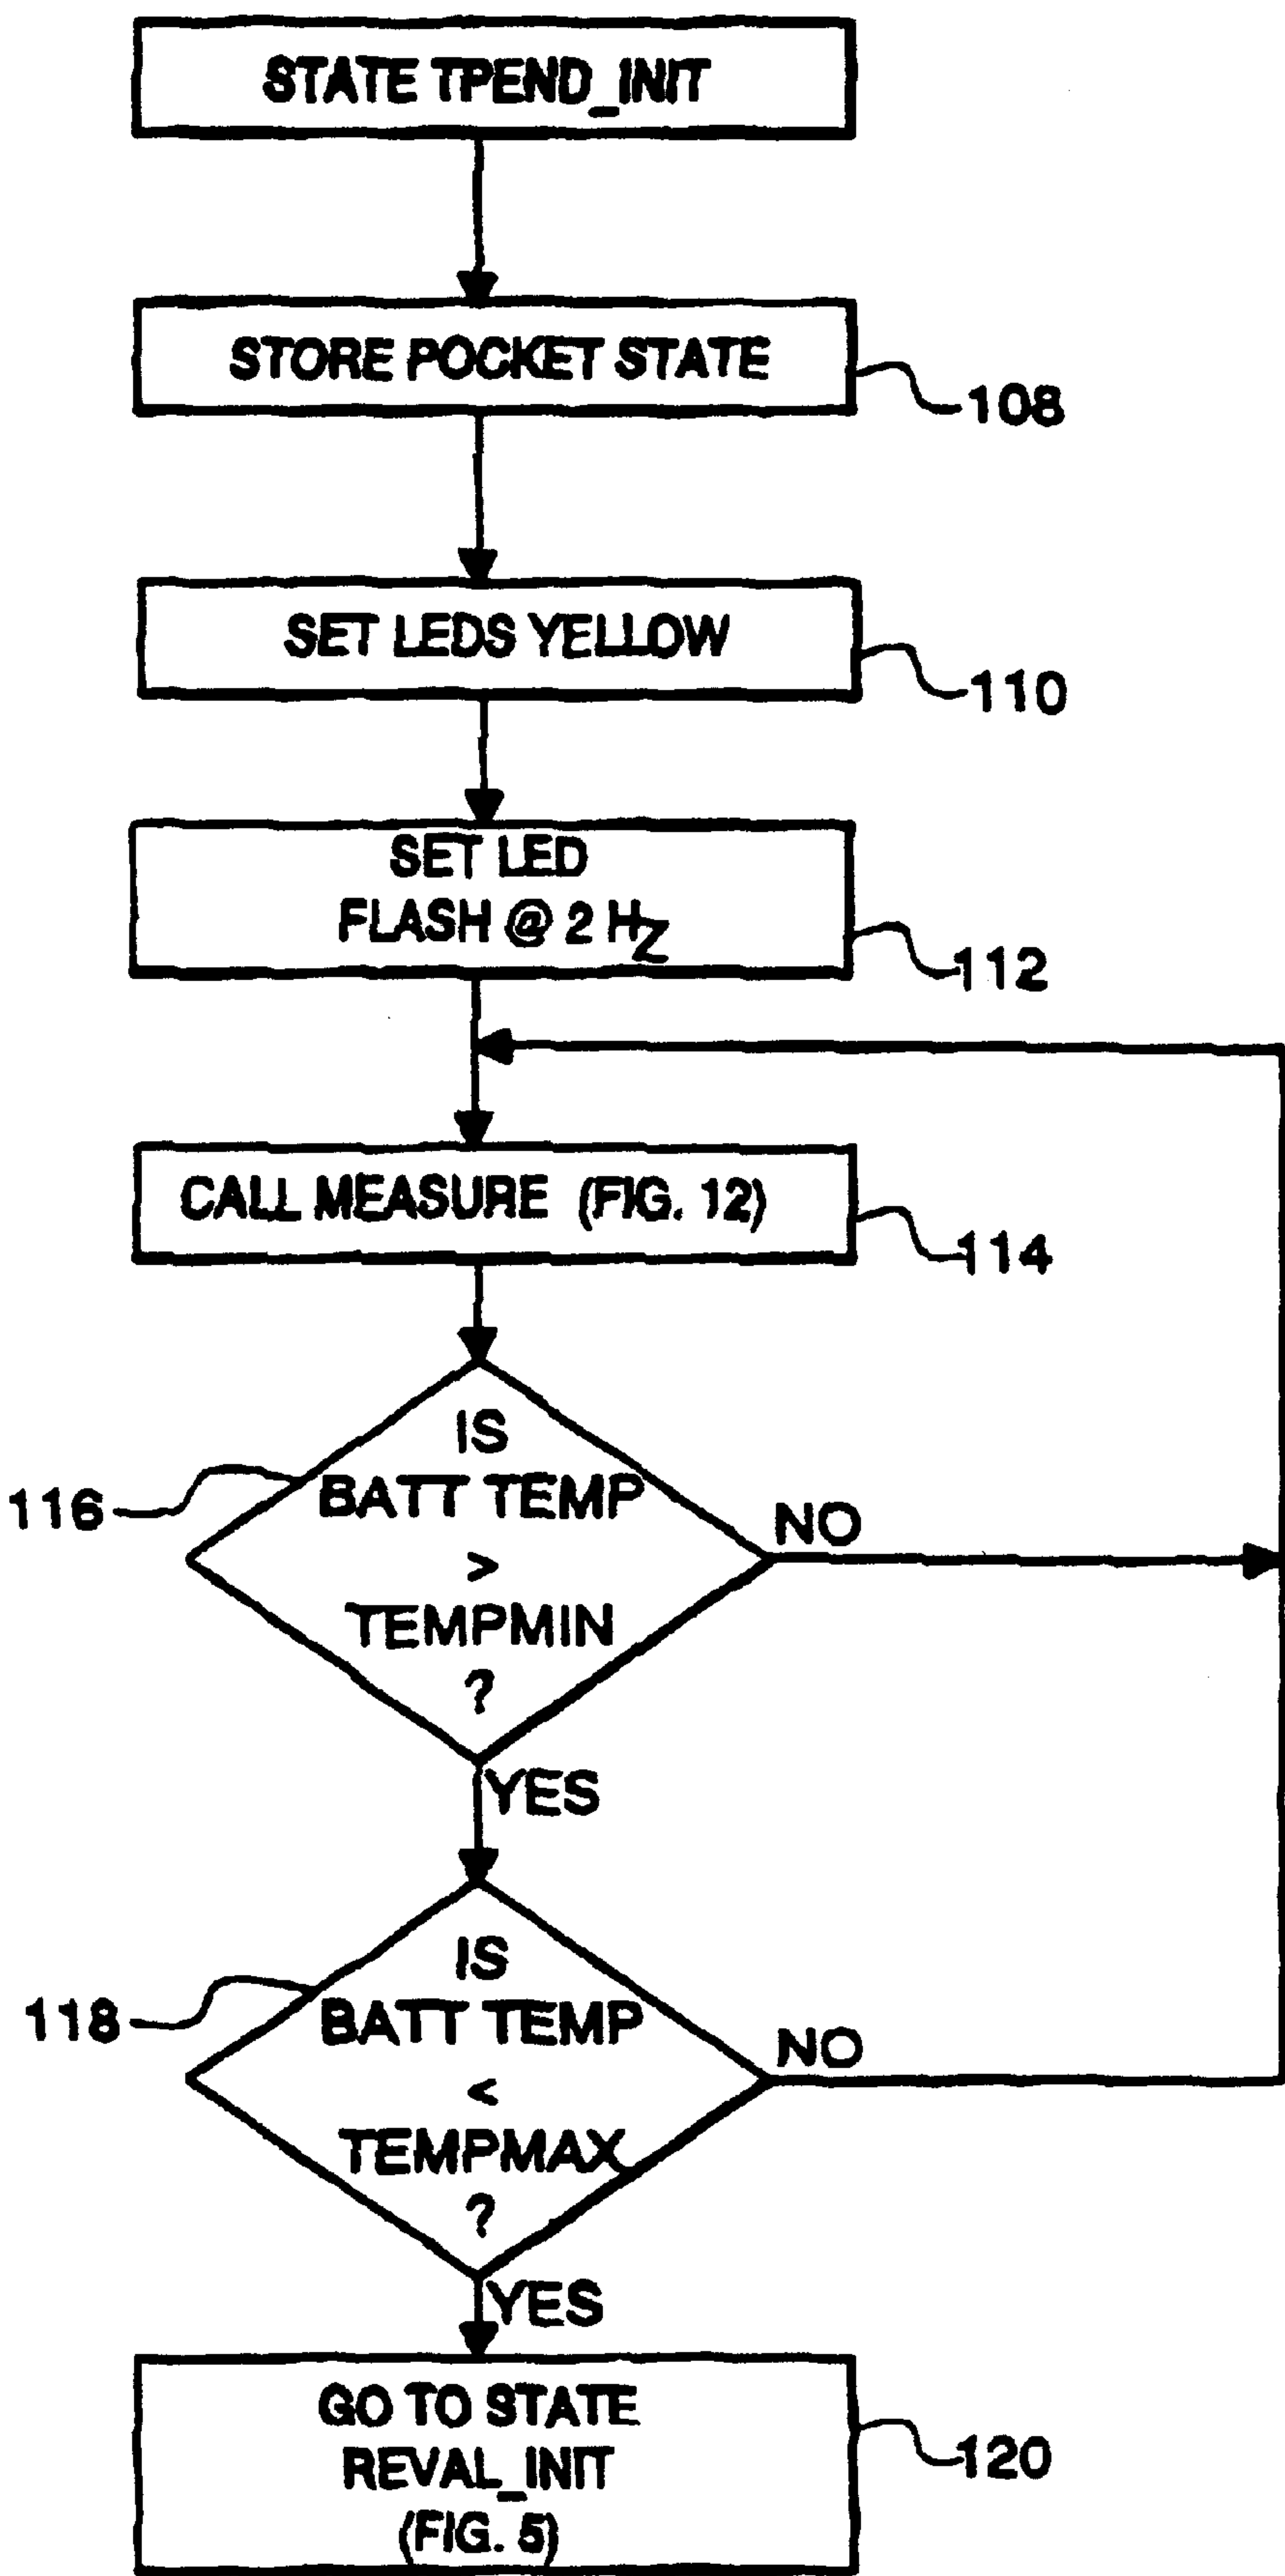 STATE TPEND_INIT
STORE POCKET STATE
108
SET LEDS YELLOW
110
SET LED
FLASH @ 2 HZ
112
CALL MEASURE (FIG. 12)
114
IS
BATT TEMP
>
TEMPMIN
?
116
NO
YES
IS
BATT TEMP
<
TEMPMAX
?
118
NO
YES
GO TO STATE
REVAL_INIT
(FIG. 5)
120